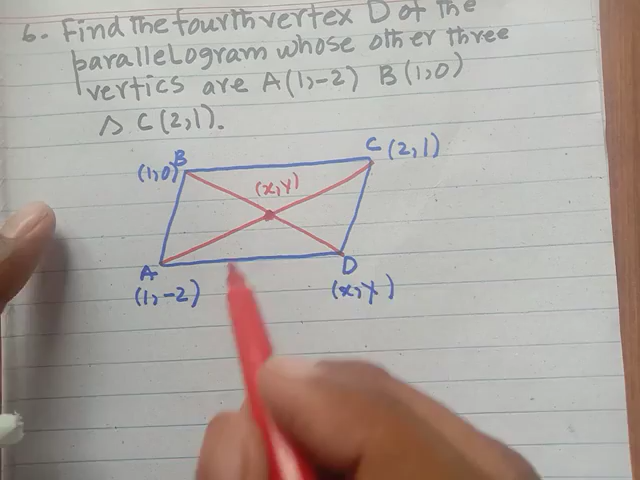 6. Find the fourth vertex D of the
parallelogram whose other three
vertics are A(1,-2) B(1,0)
s C(2,1).
B
C (2,1)
(1,0)
(x,y)
A
D
(1,-2)
(x,y)